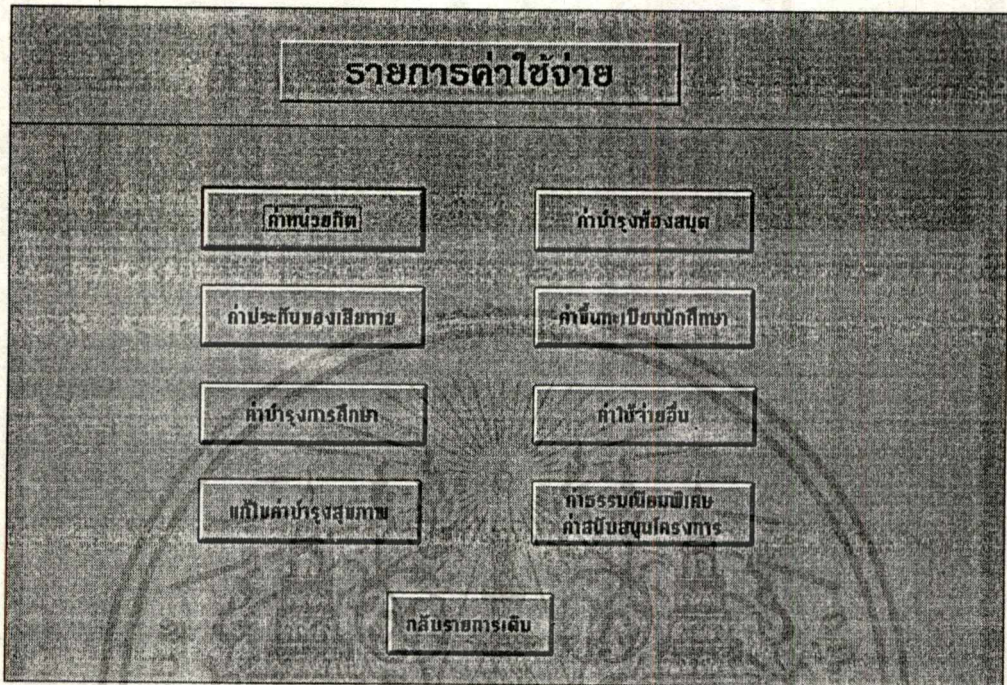 รายการค่าใช้จ่าย
ค่าหน่วยกิต
ค่าบำรุงห้องสมุด
ค่าประกันของเสียหาย
ค่าขึ้นทะเบียนนักศึกษา
ค่าบำรุงการศึกษา
ค่าใช้จ่ายอื่น
แก้ไขค่าบำรุงสุขภาพ
ค่าธรรมเนียมพิเศษ
ค่าสนับสนุนโครงการ
กลับรายการเดิม